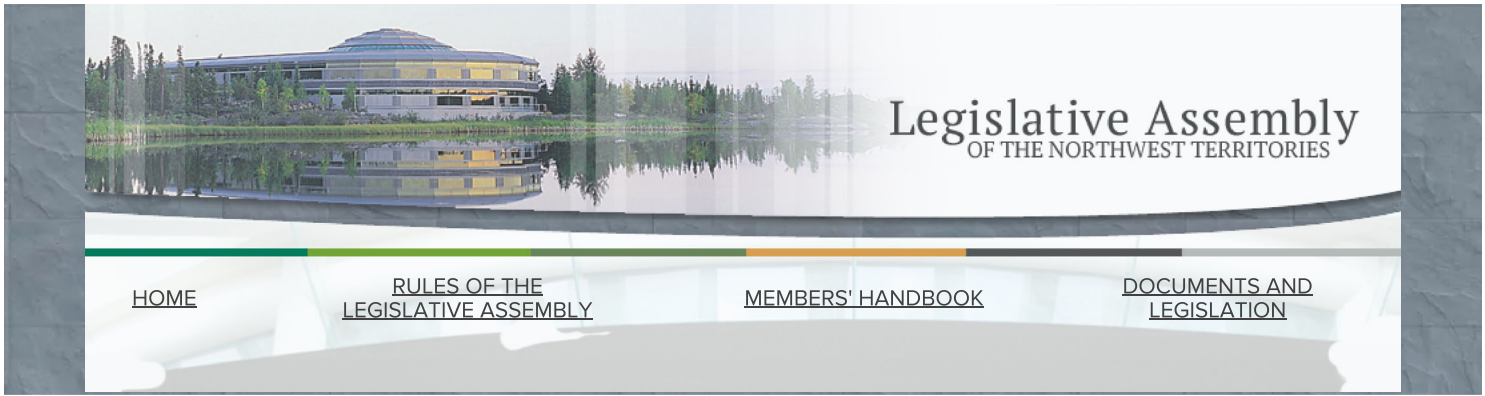 Legislative Assembly
OF THE NORTHWEST TERRITORIES
HOME
RULES OF THE
LEGISLATIVE ASSEMBLY
MEMBERS' HANDBOOK
DOCUMENTS AND
LEGISLATION